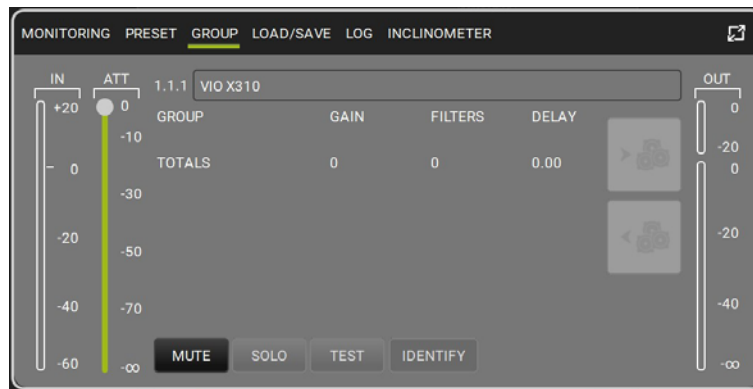 MONITORING PRESET GROUP LOAD/SAVE LOG INCLINOMETER
IN ATT OUT
1.1.1 VIO X310
+20 0 0
GROUP GAIN FILTERS DELAY
-10
-20
TOTALS 0 0 0.00
0 0
-30
-20 -20
-50
-40 -70 -40
MUTE SOLO TEST IDENTIFY
-60 -∞ -∞